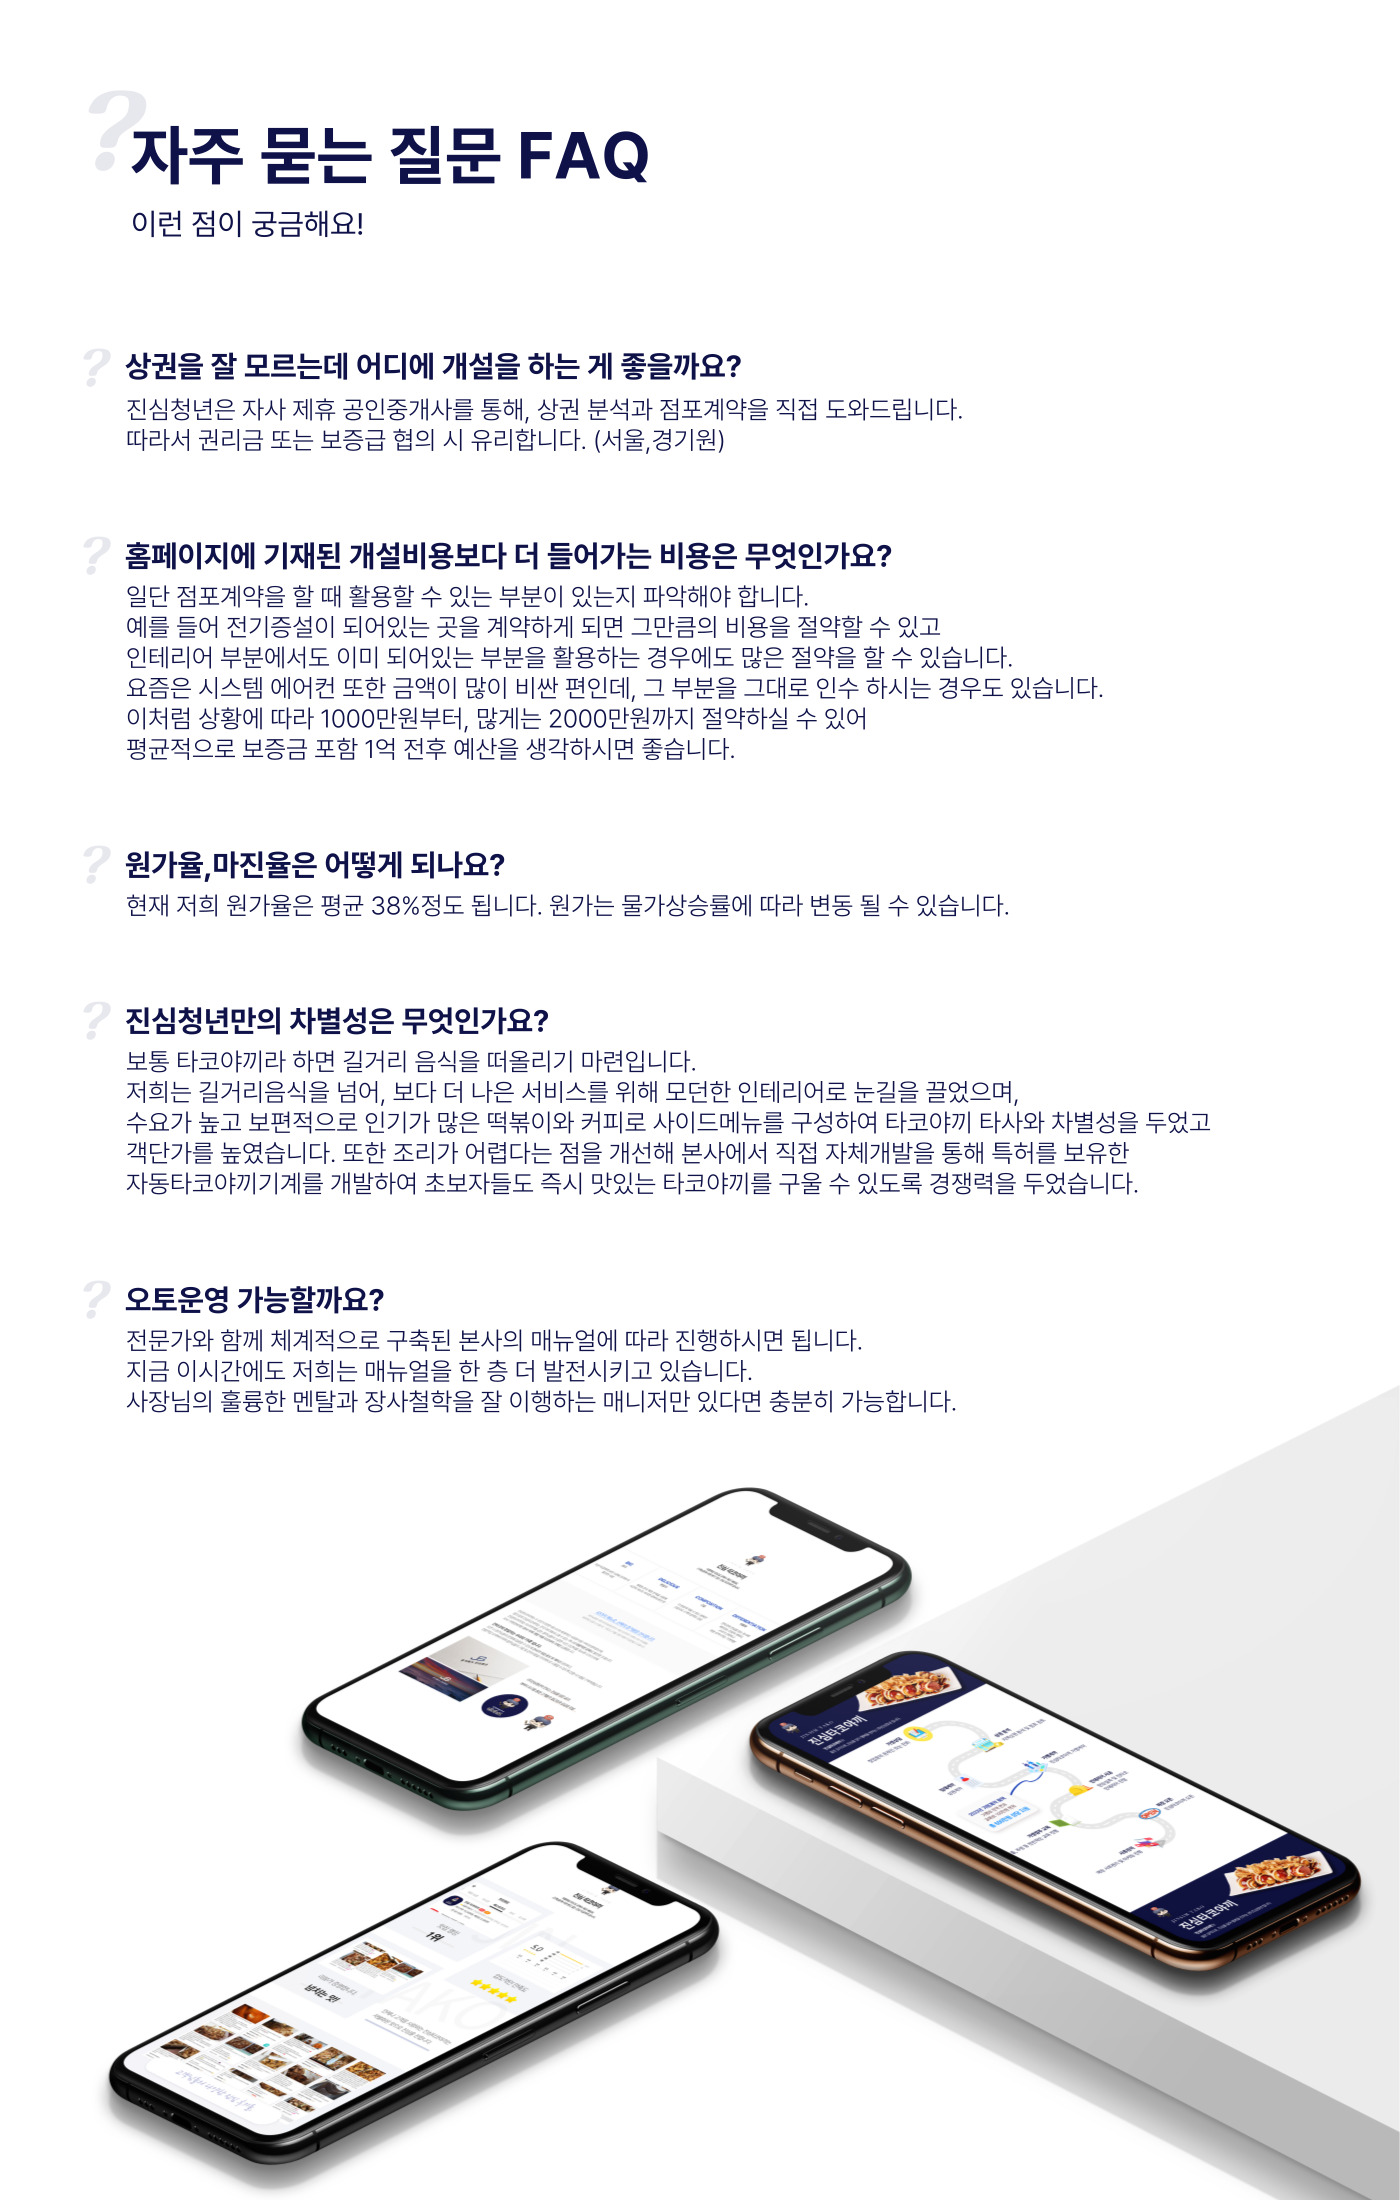 자주 묻는 질문 FAQ
이런 점이 궁금해요!
상권을 잘 모르는데 어디에 개설을 하는 게 좋을까요?
진심청년은 자사 제휴 공인중개사를 통해, 상권 분석과 점포계약을 직접 도와드립니다.
따라서 권리금 또는 보증급 협의 시 유리합니다. (서울,경기원)
홈페이지에 기재된 개설비용보다 더 들어가는 비용은 무엇인가요?
일단 점포계약을 할 때 활용할 수 있는 부분이 있는지 파악해야 합니다.
예를 들어 전기증설이 되어있는 곳을 계약하게 되면 그만큼의 비용을 절약할 수 있고
인테리어 부분에서도 이미 되어있는 부분을 활용하는 경우에도 많은 절약을 할 수 있습니다.
요즘은 시스템 에어컨 또한 금액이 많이 비싼 편인데, 그 부분을 그대로 인수 하시는 경우도 있습니다.
이처럼 상황에 따라 1000만원부터, 많게는 2000만원까지 절약하실 수 있어
평균적으로 보증금 포함 1억 전후 예산을 생각하시면 좋습니다.
원가율,마진율은 어떻게 되나요?
현재 저희 원가율은 평균 38%정도 됩니다. 원가는 물가상승률에 따라 변동 될 수 있습니다.
진심청년만의 차별성은 무엇인가요?
보통 타코야끼라 하면 길거리 음식을 떠올리기 마련입니다.
저희는 길거리음식을 넘어, 보다 더 나은 서비스를 위해 모던한 인테리어로 눈길을 끌었으며,
수요가 높고 보편적으로 인기가 많은 떡볶이와 커피로 사이드메뉴를 구성하여 타코야끼 타사와 차별성을 두었고
객단가를 높였습니다. 또한 조리가 어렵다는 점을 개선해 본사에서 직접 자체개발을 통해 특허를 보유한
자동타코야끼기계를 개발하여 초보자들도 즉시 맛있는 타코야끼를 구울 수 있도록 경쟁력을 두었습니다.
오토운영 가능할까요?
전문가와 함께 체계적으로 구축된 본사의 매뉴얼에 따라 진행하시면 됩니다.
지금 이시간에도 저희는 매뉴얼을 한 층 더 발전시키고 있습니다.
사장님의 훌륭한 멘탈과 장사철학을 잘 이행하는 매니저만 있다면 충분히 가능합니다.
진심타코야끼
진심타코야끼
1위
5.0
넘치는 맛!